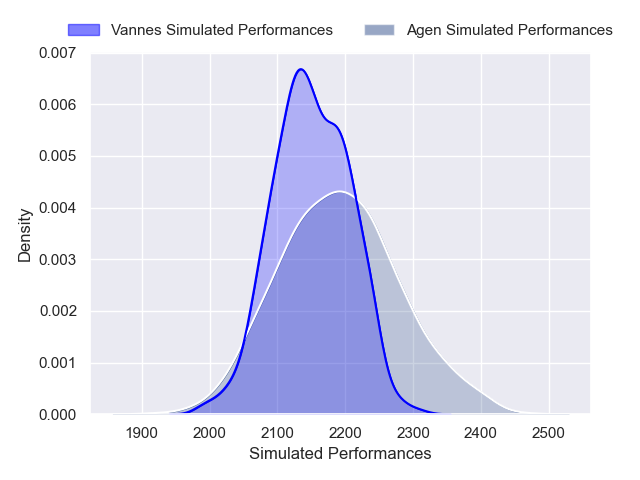 Vannes Simulated Performances Agen Simulated Performances
0.007
0.006
0.005
0.004
0.003
0.002
0.001
0.000
Density
1900 2000 2100 2200 2300 2400 2500
Simulated Performances